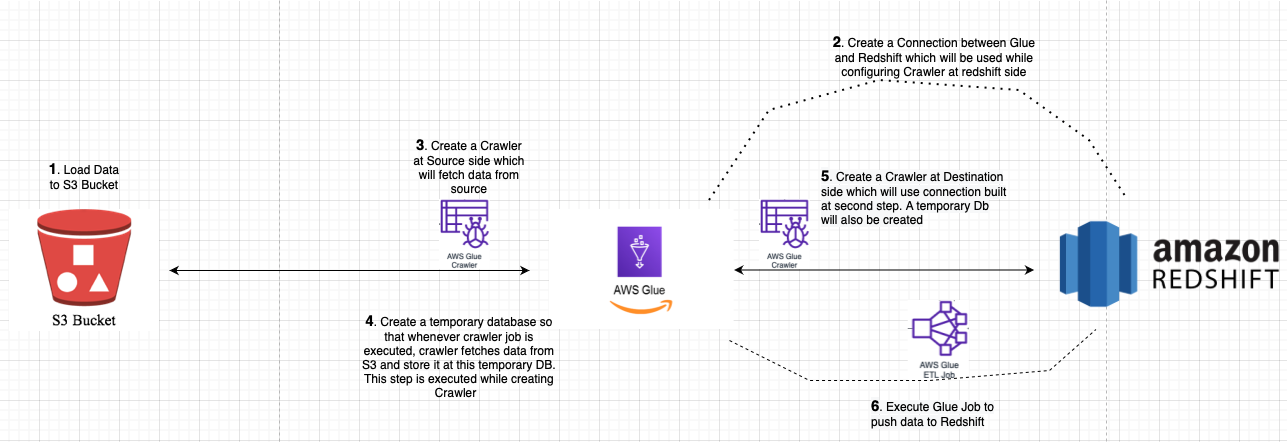 2. Create a Connection between Glue
and Redshift which will be used while
configuring Crawler at redshift side
3. Create a Crawler
at Source side which
will fetch data from
source
1. Load Data
to S3 Bucket
5. Create a Crawler at Destination
side which will use connection built
at second step. A temporary Db
will also be created
AWS Glue
Crawler
AWS Glue
Crawler
amazon
REDSHIFT
AWS Glue
S3 Bucket
4. Create a temporary database so
that whenever crawler job is
executed, crawler fetches data from
S3 and store it at this temporary DB.
This step is executed while creating
Crawler
AWS Glue
ETL Job
6. Execute Glue Job to
push data to Redshift